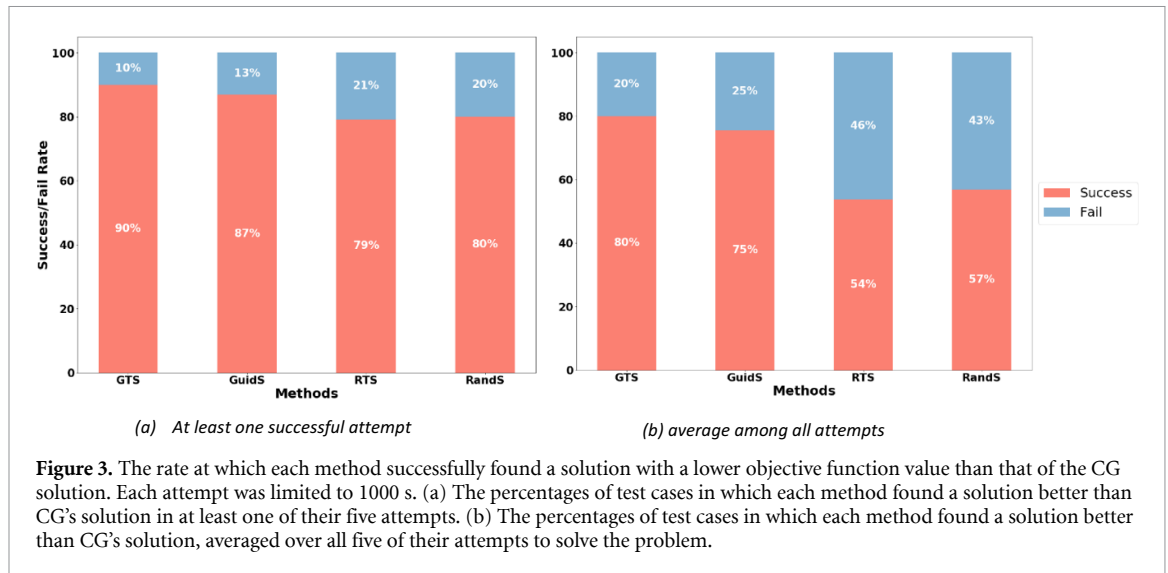 100
80
60
40
20
0
Success/Fail Rate
10%
13%
21%
20%
90%
87%
79%
80%
GTS
GuidS
RTS
RandS
Methods
(a) At least one successful attempt
100
80
60
40
20
0
20%
25%
46%
43%
80%
75%
54%
57%
GTS
GuidS
RTS
RandS
Methods
(b) average among all attempts
Success
Fail
Figure 3. The rate at which each method successfully found a solution with a lower objective function value than that of the CG
solution. Each attempt was limited to 1000 s. (a) The percentages of test cases in which each method found a solution better than
CG's solution in at least one of their five attempts. (b) The percentages of test cases in which each method found a solution better
than CG's solution, averaged over all five of their attempts to solve the problem.